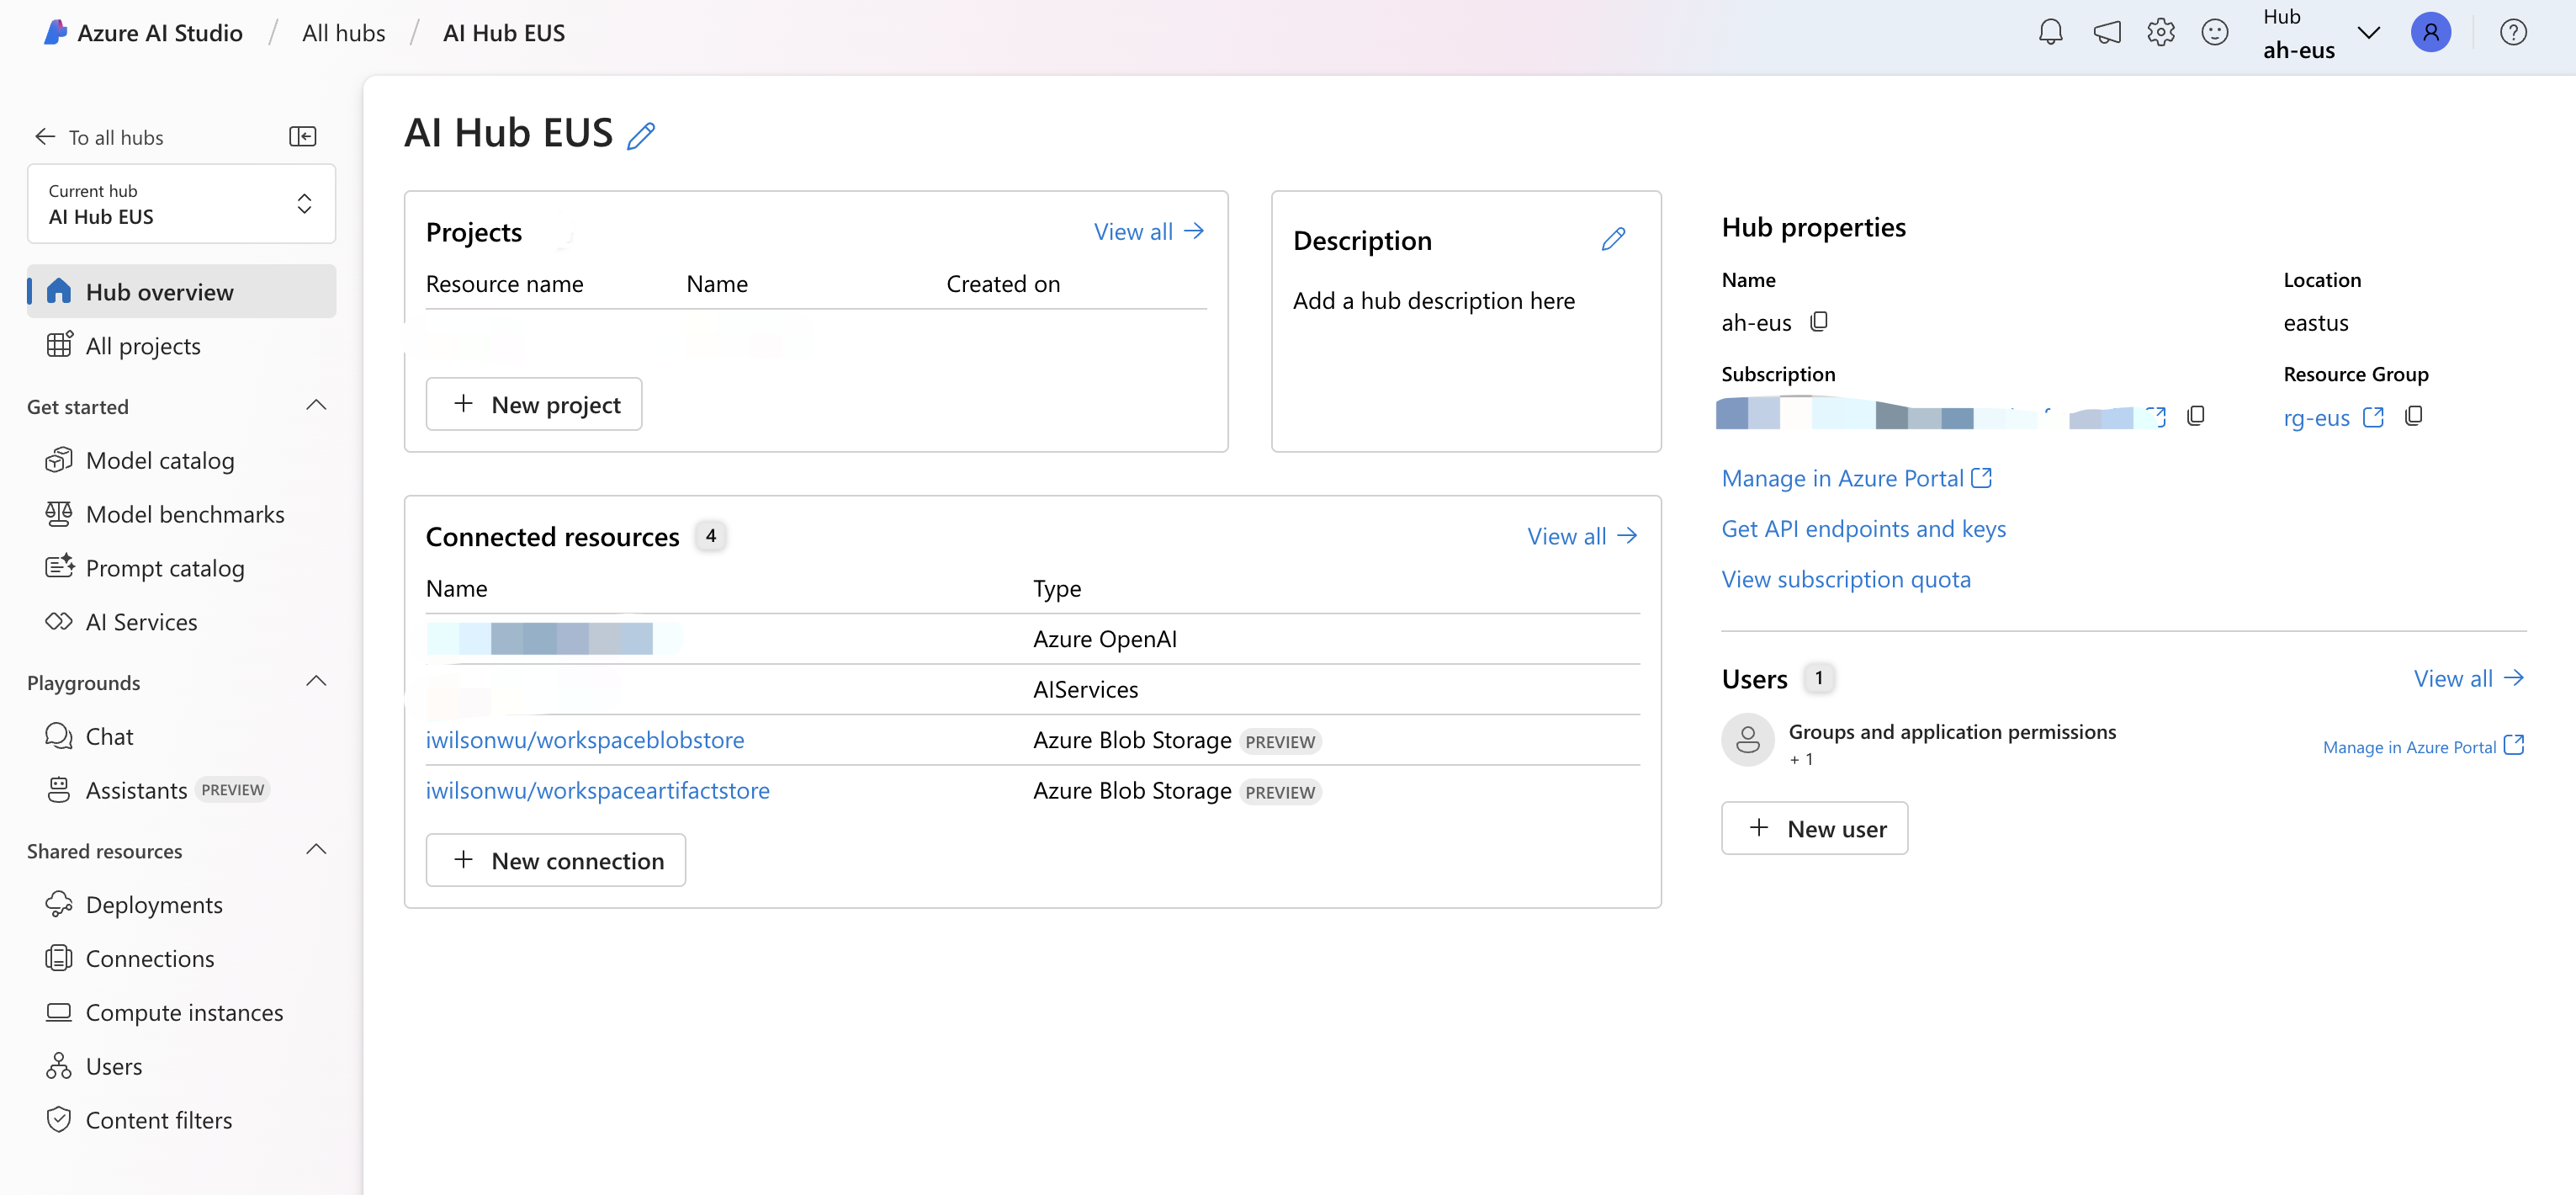 Azure AI Studio / All hubs / AI Hub EUS
Hub
ah-eus
To all hubs
Current hub
AI Hub EUS
Hub overview
All projects
Get started
Model catalog
Model benchmarks
Prompt catalog
AI Services
Playgrounds
Chat
Assistants PREVIEW
Shared resources
Deployments
Connections
Compute instances
Users
Content filters
AI Hub EUS
Projects
View all
Resource name Name Created on
+ New project
Description
Add a hub description here
Connected resources 4
View all
Name Type
Azure OpenAI
AIServices
iwilsonwu/workspaceblobstore Azure Blob Storage PREVIEW
iwilsonwu/workspaceartifactstore Azure Blob Storage PREVIEW
+ New connection
Hub properties
Name Location
ah-eus eastus
Subscription Resource Group
rg-eus
Manage in Azure Portal
Get API endpoints and keys
View subscription quota
Users 1
View all
Groups and application permissions
+ 1
Manage in Azure Portal
+ New user